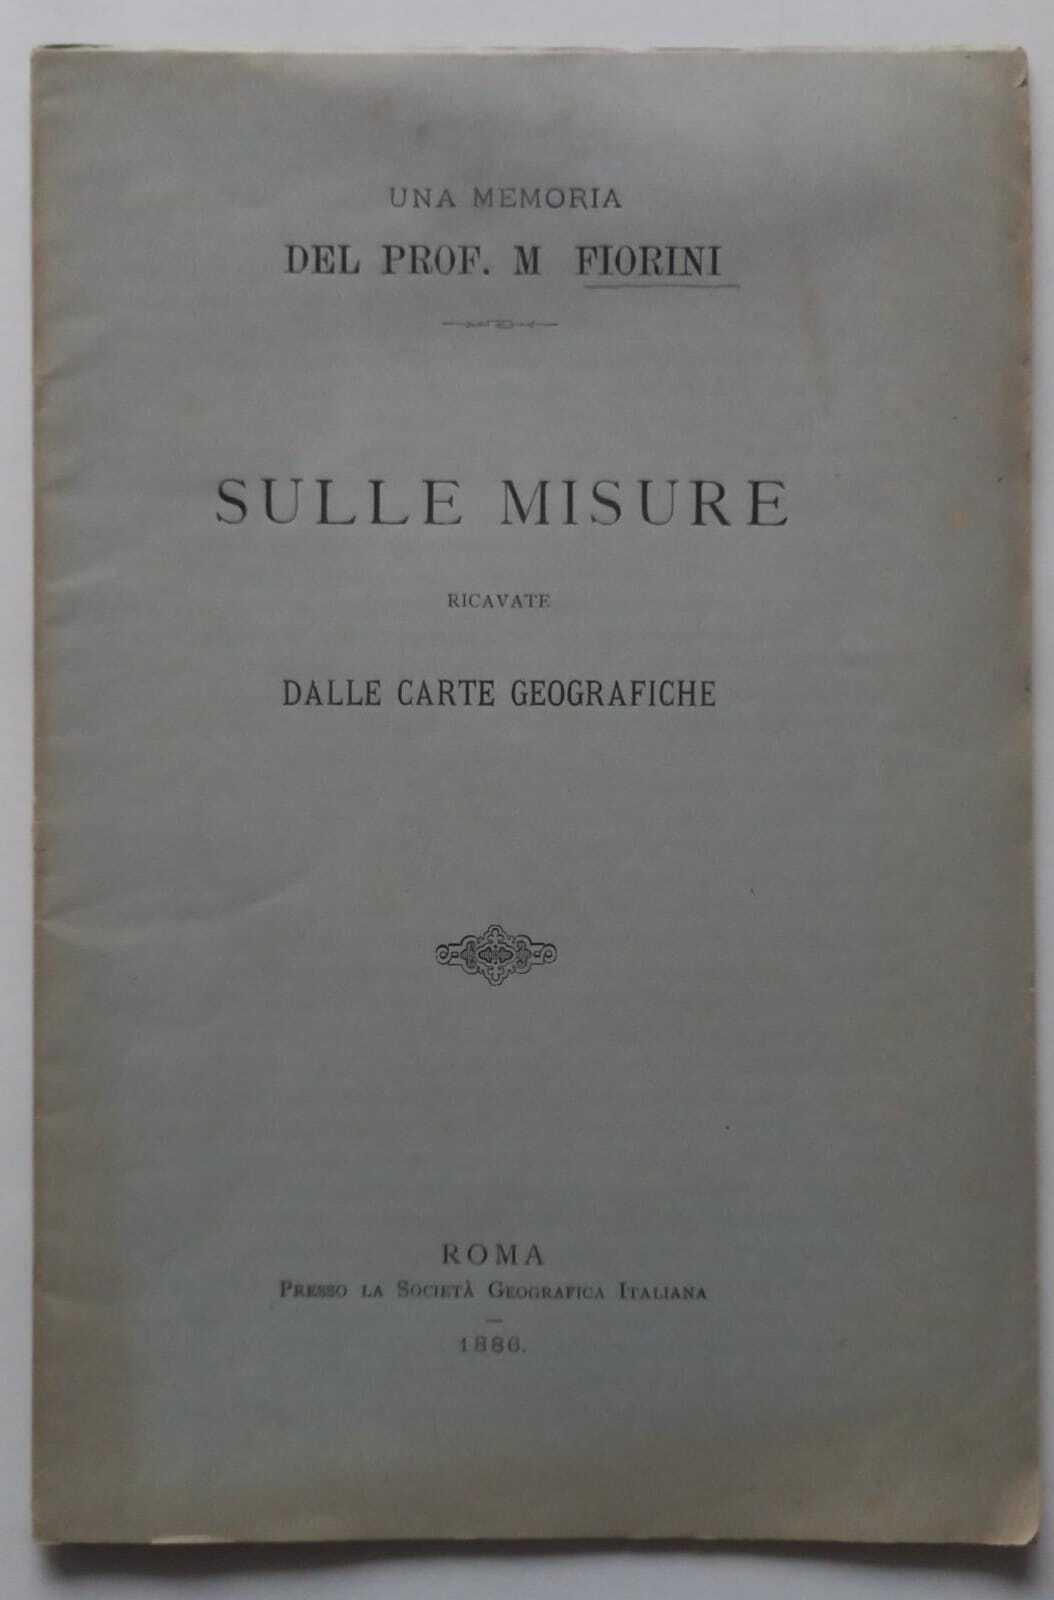 UNA MEMORIA
DEL PROF. M FIORINI
SULLE MISURE
RICAVATE
DALLE CARTE GEOGRAFICHE
ROMA
PRESSO LA SOCIETÀ GEOGRAFICA ITALIANA
1886.